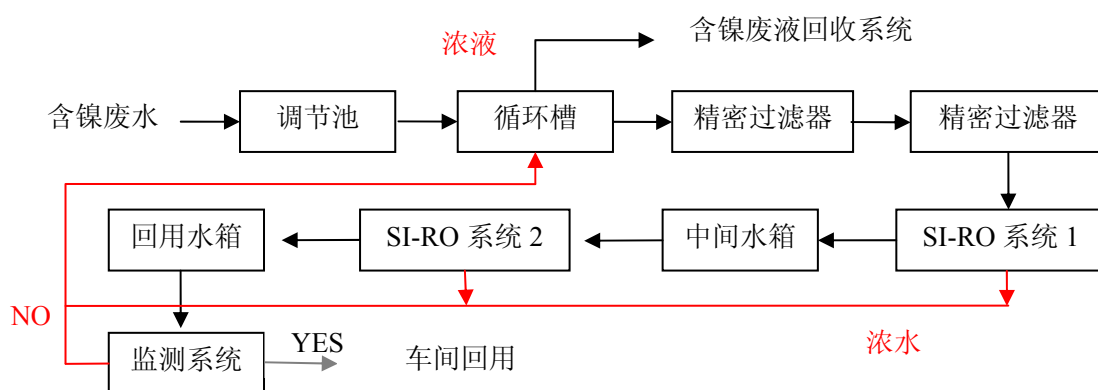 浓液
含镍废液回收系统
含镍废水
调节池
循环槽
精密过滤器
精密过滤器
回用水箱
SI-RO 系统 2
中间水箱
SI-RO 系统 1
NO
监测系统
YES
车间回用
浓水